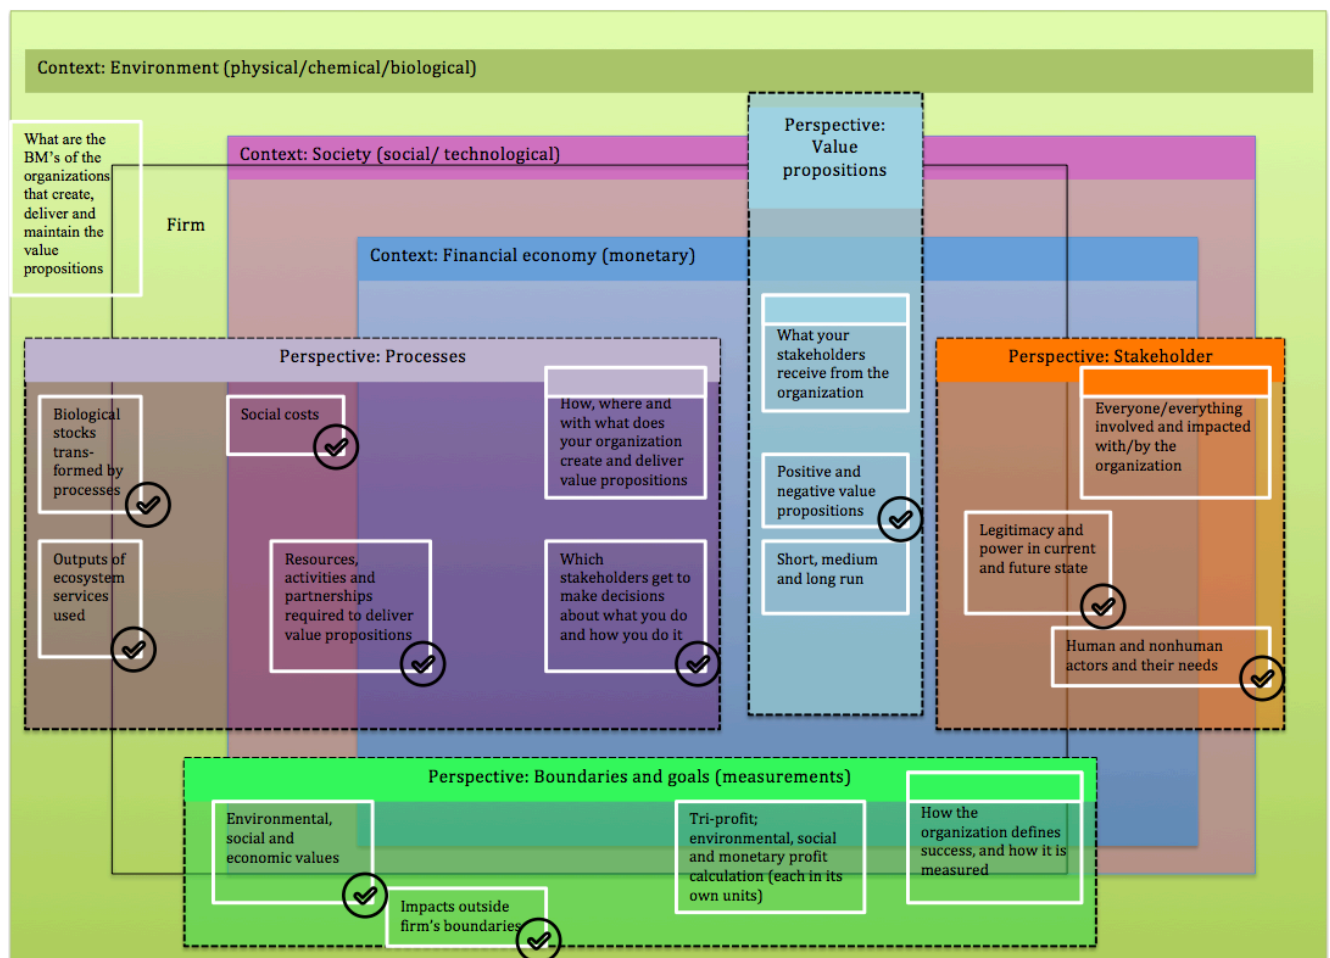 Context: Environment (physical/chemical/biological)
What are the
BM's of the
organizations
that create,
deliver and
maintain the
value
propositions
Firm
Context: Society (social/ technological)
Context: Financial economy (monetary)
Perspective:
Value
propositions
What your
stakeholders
receive from the
organization
Positive and
negative value
propositions
Short, medium
and long run
Perspective: Processes
Biological
stocks
trans-
formed by
processes
Outputs of
ecosystem
services
used
Social costs
Resources,
activities and
partnerships
required to deliver
value propositions
How, where and
with what does
your organization
create and deliver
value propositions
Which
stakeholders get to
make decisions
about what you do
and how you do it
Perspective: Stakeholder
Everyone/everything
involved and impacted
with/by the
organization
Legitimacy and
power in current
and future state
Human and nonhuman
actors and their needs
Perspective: Boundaries and goals (measurements)
Environmental,
social and
economic values
Impacts outside
firm's boundaries
Tri-profit;
environmental, social
and monetary profit
calculation (each in its
own units)
How the
organization defines
success, and how it is
measured